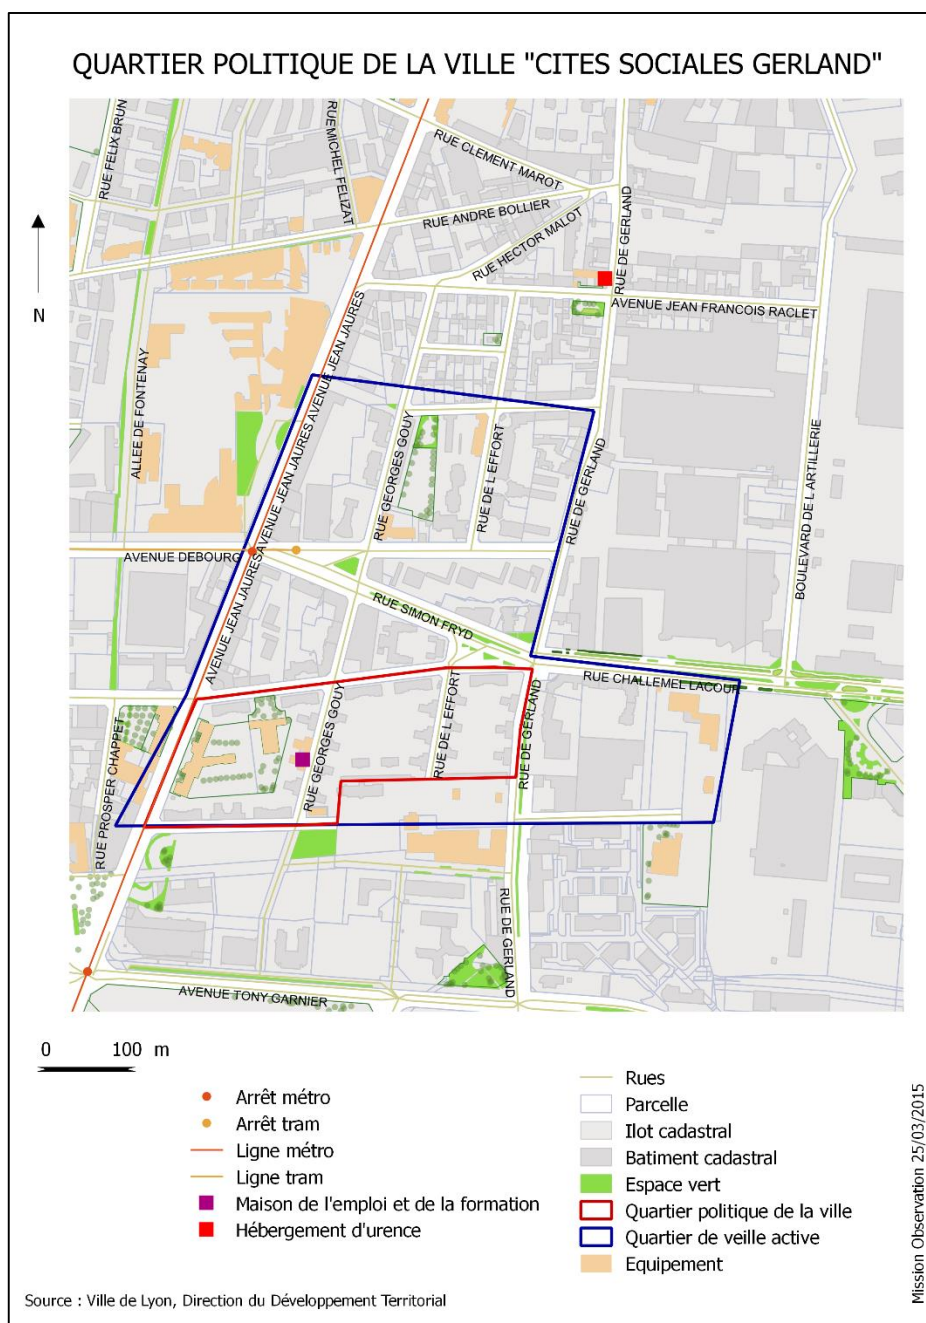 QUARTIER POLITIQUE DE LA VILLE "CITES SOCIALES GERLAND"
RUE FELIX BRUN
RUE MICHEL FELIZAT
RUE CLEMENT MAROT
RUE ANDRE BOLLIER
RUE HECTOR MALOT
RUE DE GERLAND
N
AVENUE JEAN FRANCOIS RACLET
AVENUE JEAN JAURES
ALLEE DE FONTENAY
AVENUE JEAN JAURES
RUE GEORGES GOUY
RUE DE L EFFORT
RUE DE GERLAND
BOULEVARD DE L ARTILLERIE
AVENUE JEAN JAURES
AVENUE DEBOURG
AVENUE JEAN JAURES
RUE SIMON FRYD
RUE CHALLEMEL LACOUR
RUE PROSPER CHAPPET
RUE GEORGES GOUY
RUE DE L EFFORT
RUE DE GERLAND
RUE DE GERLAND
AVENUE TONY GARNIER
0 100 m
Arrêt métro
Arrêt tram
Ligne métro
Ligne tram
Maison de l'emploi et de la formation
Hébergement d'urence
Rues
Parcelle
Ilot cadastral
Batiment cadastral
Espace vert
Quartier politique de la ville
Quartier de veille active
Equipement
Mission Observation 25/03/2015
Source : Ville de Lyon, Direction du Développement Territorial